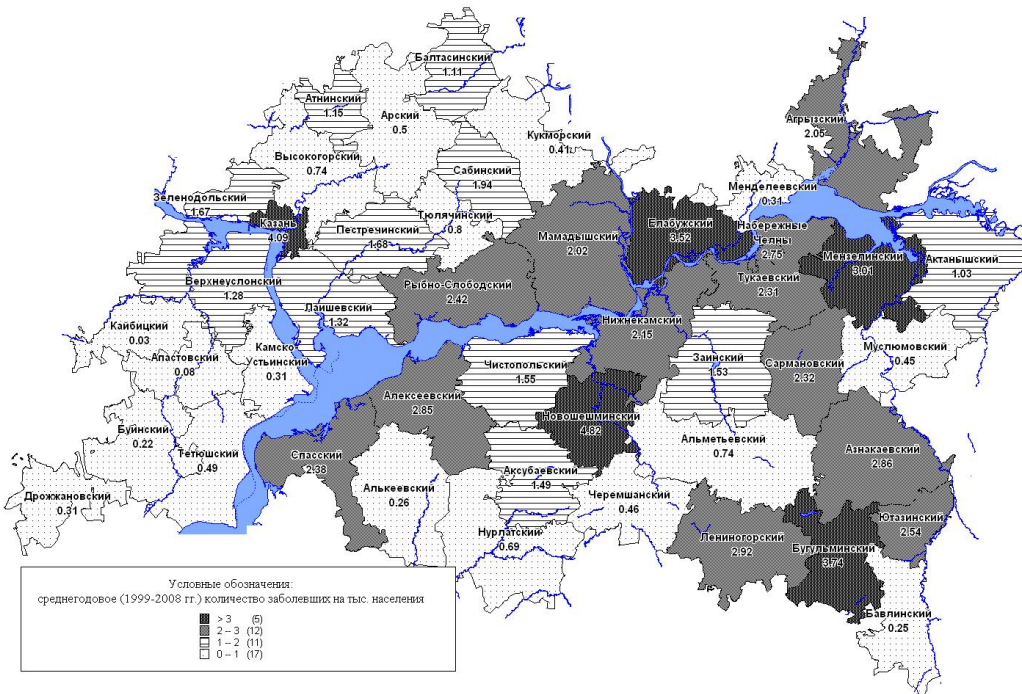 Балтасинский
1.11
Атнинский
1.15
Арский
0.5
Агрызский
2.05
Кукморский
0.41
Высокогорский
0.74
Сабинский
1.94
Менделеевский
0.31
Зеленодольский
1.67
Казань
4.09
Пестречинский
1.68
Тюлячинский
0.8
Мамадышский
2.02
Елабужский
3.52
Набережные
Челны
2.75
Мензелинский
3.01
Актанышский
1.03
Верхнеуслонский
1.28
Рыбно-Слободский
2.42
Тукаевский
2.31
Лаишевский
1.32
Нижнекамский
2.15
Кайбицкий
0.03
Камско-
Устьинский
0.31
Апастовский
0.08
Чистопольский
1.55
Заинский
1.53
Сармановский
2.32
Муслюмовский
0.45
Алексеевский
2.85
Новошешминский
4.82
Буинский
0.22
Тетюшский
0.49
Спасский
2.38
Альметьевский
0.74
Азнакаевский
2.86
Дрожжановский
0.31
Алькеевский
0.26
Аксубаевский
1.49
Черемшанский
0.46
Нурлатский
0.69
Лениногорский
2.92
Бугульминский
3.74
Ютазинский
2.54
Бавлинский
0.25
Условные обозначения:
среднегодовое (1999-2008 гг.) количество заболевших на тыс. населения
> 3 (5)
2 – 3 (12)
1 – 2 (11)
0 – 1 (17)